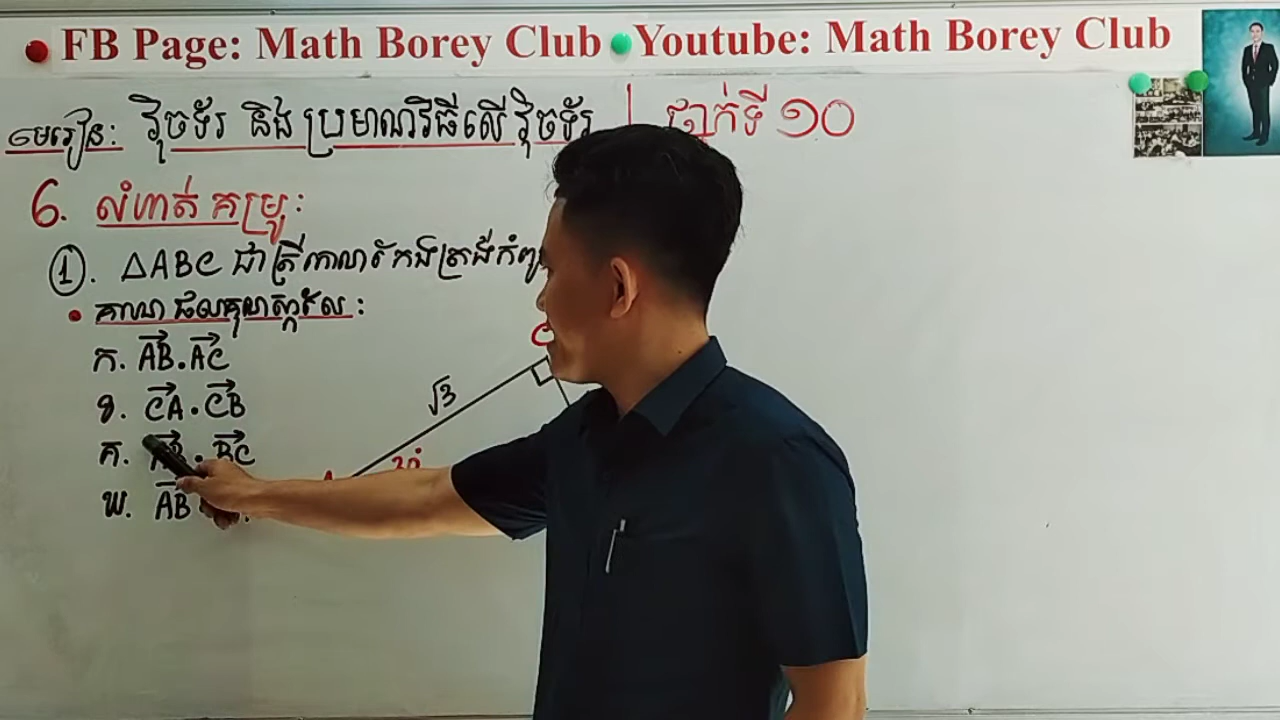 FB Page: Math Borey Club Youtube: Math Borey Club
មេរៀន: វ៉ិចទ័រ និង ប្រមាណវិធីលើ វ៉ិចទ័រ | ថ្នាក់ទី ១០
6. លំហាត់ គម្រូ:
1. △ABC ជាត្រីកោណកែងត្រង់កំពូ
• គណនាផលគុណស្កាលែ:
ក. AB.AC
ខ. CA.CB
C
√3
គ. . BC
30°
ឃ. AB